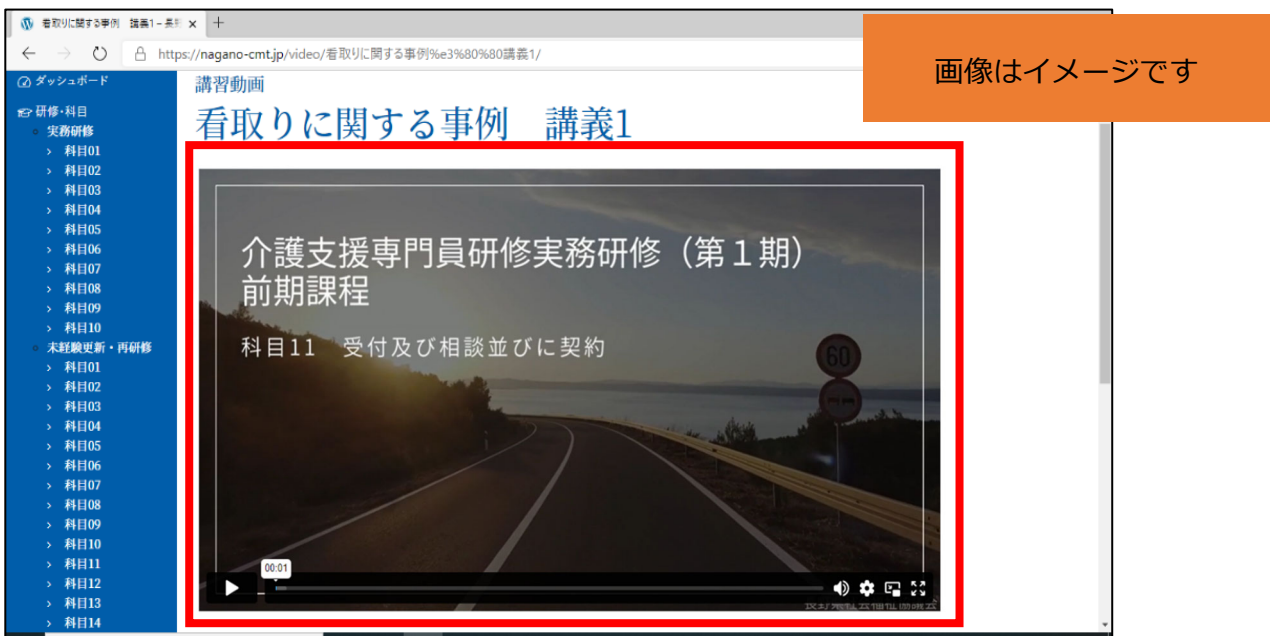 看取りに関する事例 講義1 – 長
https://nagano-cmt.jp/video/看取りに関する事例%e3%80%80講義1/
画像はイメージです
ダッシュボード
研修・科目
実務研修
科目01
科目02
科目03
科目04
科目05
科目06
科目07
科目08
科目09
科目10
未経験更新・再研修
科目01
科目02
科目03
科目04
科目05
科目06
科目07
科目08
科目09
科目10
科目11
科目12
科目13
科目14
講習動画
看取りに関する事例 講義1
介護支援専門員研修実務研修（第１期）
前期課程
科目11 受付及び相談並びに契約
60
00:01
長野県社会福祉協議会